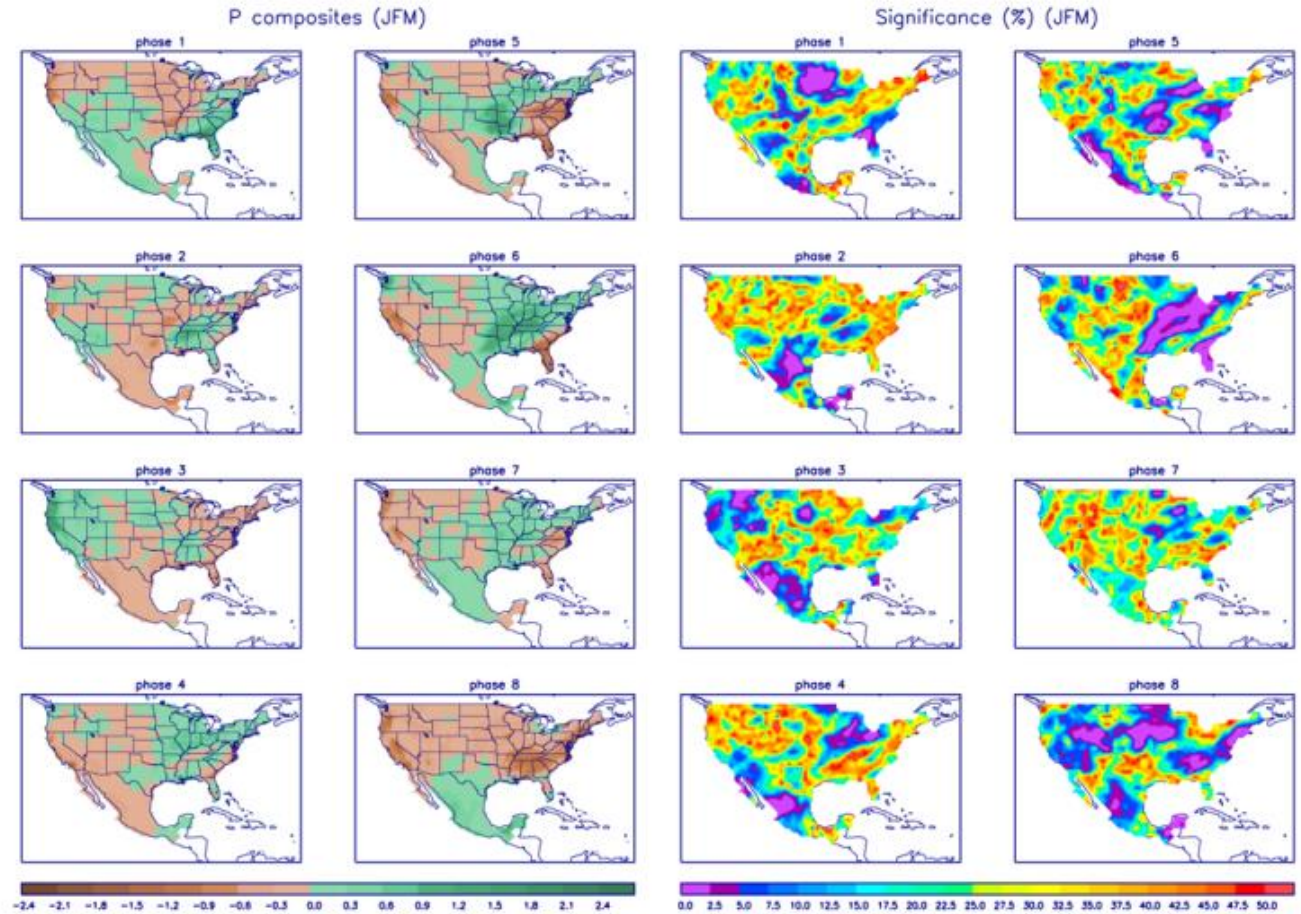 P composites (JFM)
Significance (%) (JFM)
phase 1
phase 5
phase 1
phase 5
phase 2
phase 6
phase 2
phase 6
phase 3
phase 7
phase 3
phase 7
phase 4
phase 8
phase 4
phase 8
−2.4 −2.1 −1.8 −1.5 −1.2 −0.9 −0.6 −0.3 0.0 0.3 0.6 0.9 1.2 1.5 1.8 2.1 2.4
0.0 2.5 5.0 7.5 10.0 12.5 15.0 17.5 20.0 22.5 25.0 27.5 30.0 32.5 35.0 37.5 40.0 42.5 45.0 47.5 50.0